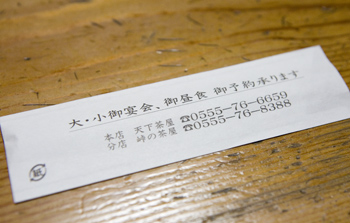 大・小御宴会、御昼食 御予約承ります
本店 天下茶屋 ☎0555-76-6659
分店 峠の茶屋 ☎0555-76-8388
紙